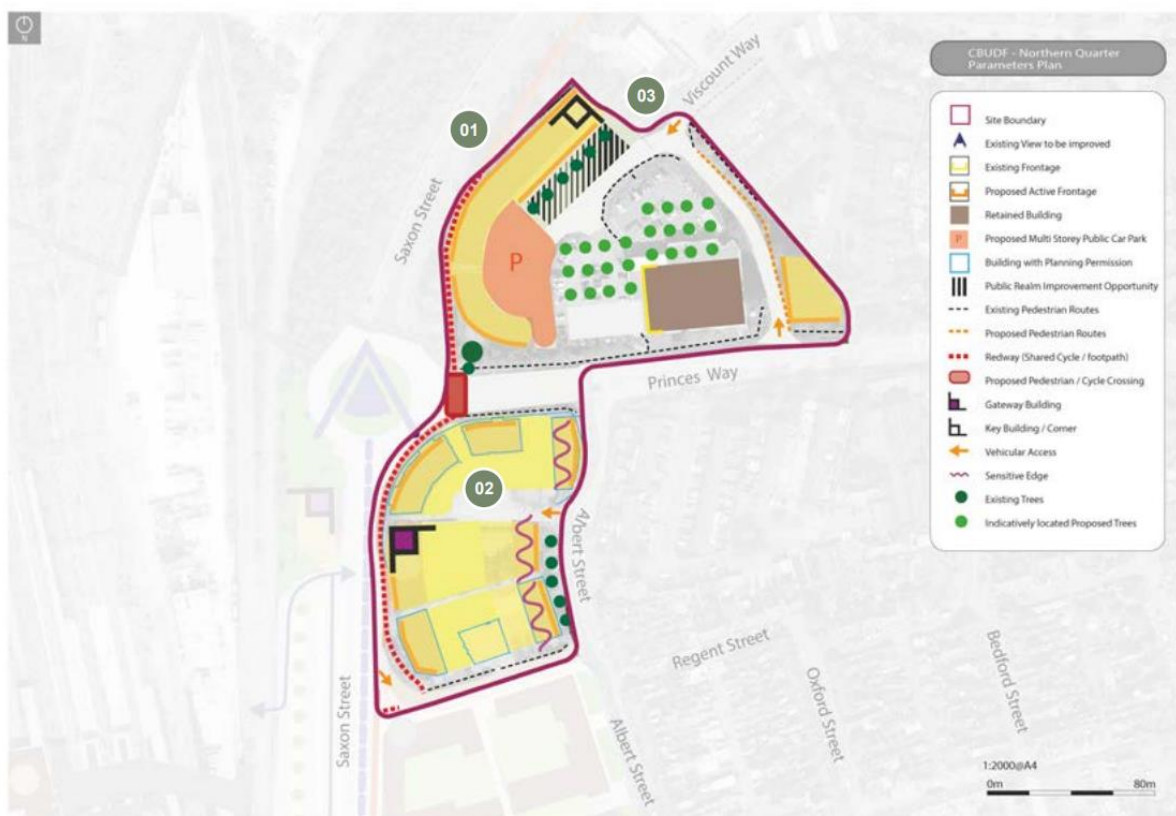 N
CBUDF - Northern Quarter
Parameters Plan
Site Boundary
Existing View to be improved
Existing Frontage
Proposed Active Frontage
Retained Building
P
Proposed Multi Storey Public Car Park
Building with Planning Permission
Public Realm Improvement Opportunity
Existing Pedestrian Routes
Proposed Pedestrian Routes
Redway (Shared Cycle / footpath)
Proposed Pedestrian / Cycle Crossing
Gateway Building
Key Building / Corner
Vehicular Access
Sensitive Edge
Existing Trees
Indicatively located Proposed Trees
Viscount Way
03
01
Saxon Street
P
Princes Way
02
Albert Street
Regent Street
Bedford Street
Oxford Street
Saxon Street
Albert Street
1:2000@A4
0m 80m